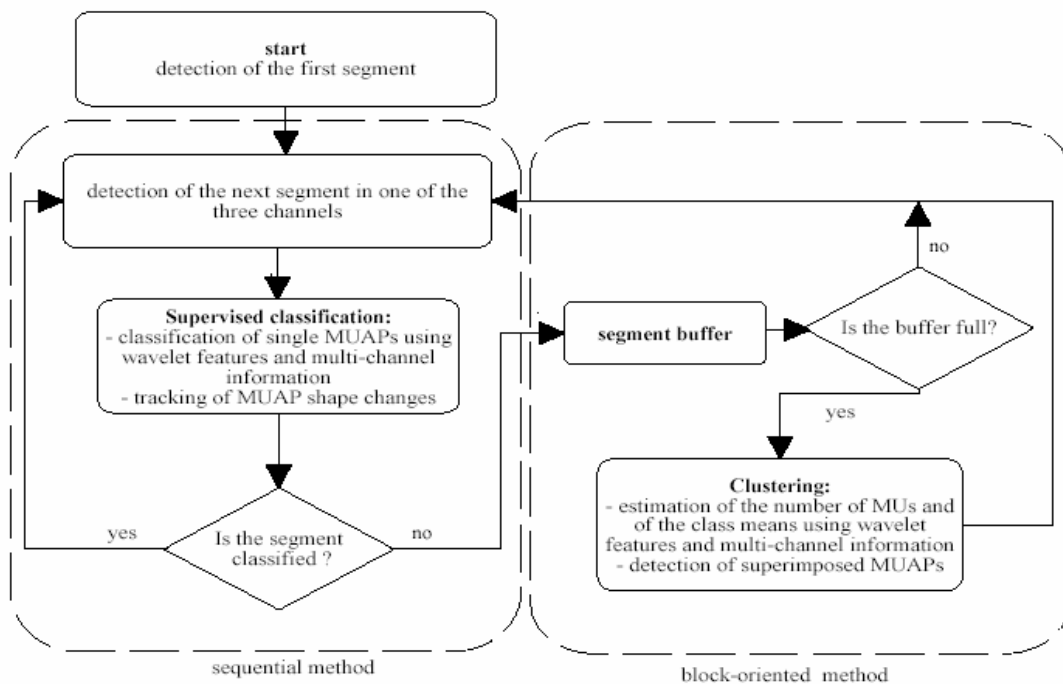 start
detection of the first segment
detection of the next segment in one of the
three channels
Supervised classification:
- classification of single MUAPs using
wavelet features and multi-channel
information
- tracking of MUAP shape changes
Is the segment
classified ?
yes
no
sequential method
segment buffer
Is the buffer full?
no
yes
Clustering:
- estimation of the number of MUs and
of the class means using wavelet
features and multi-channel information
- detection of superimposed MUAPs
block-oriented method